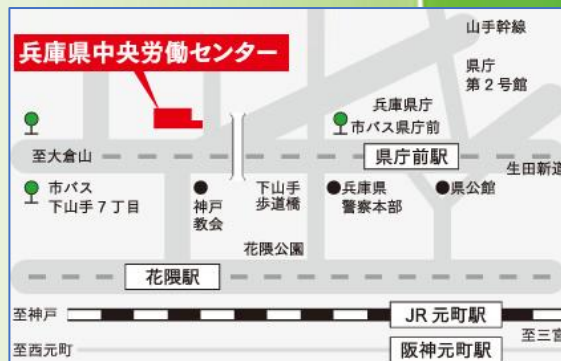 山手幹線
兵庫県中央労働センター
県庁
第2号館
兵庫県庁
市バス県庁前
至大倉山
県庁前駅
生田新道
市バス
下山手7丁目
神戸
教会
下山手
歩道橋
兵庫県
警察本部
県公館
花隈公園
花隈駅
至神戸
JR 元町駅
至三宮
至西元町
阪神元町駅